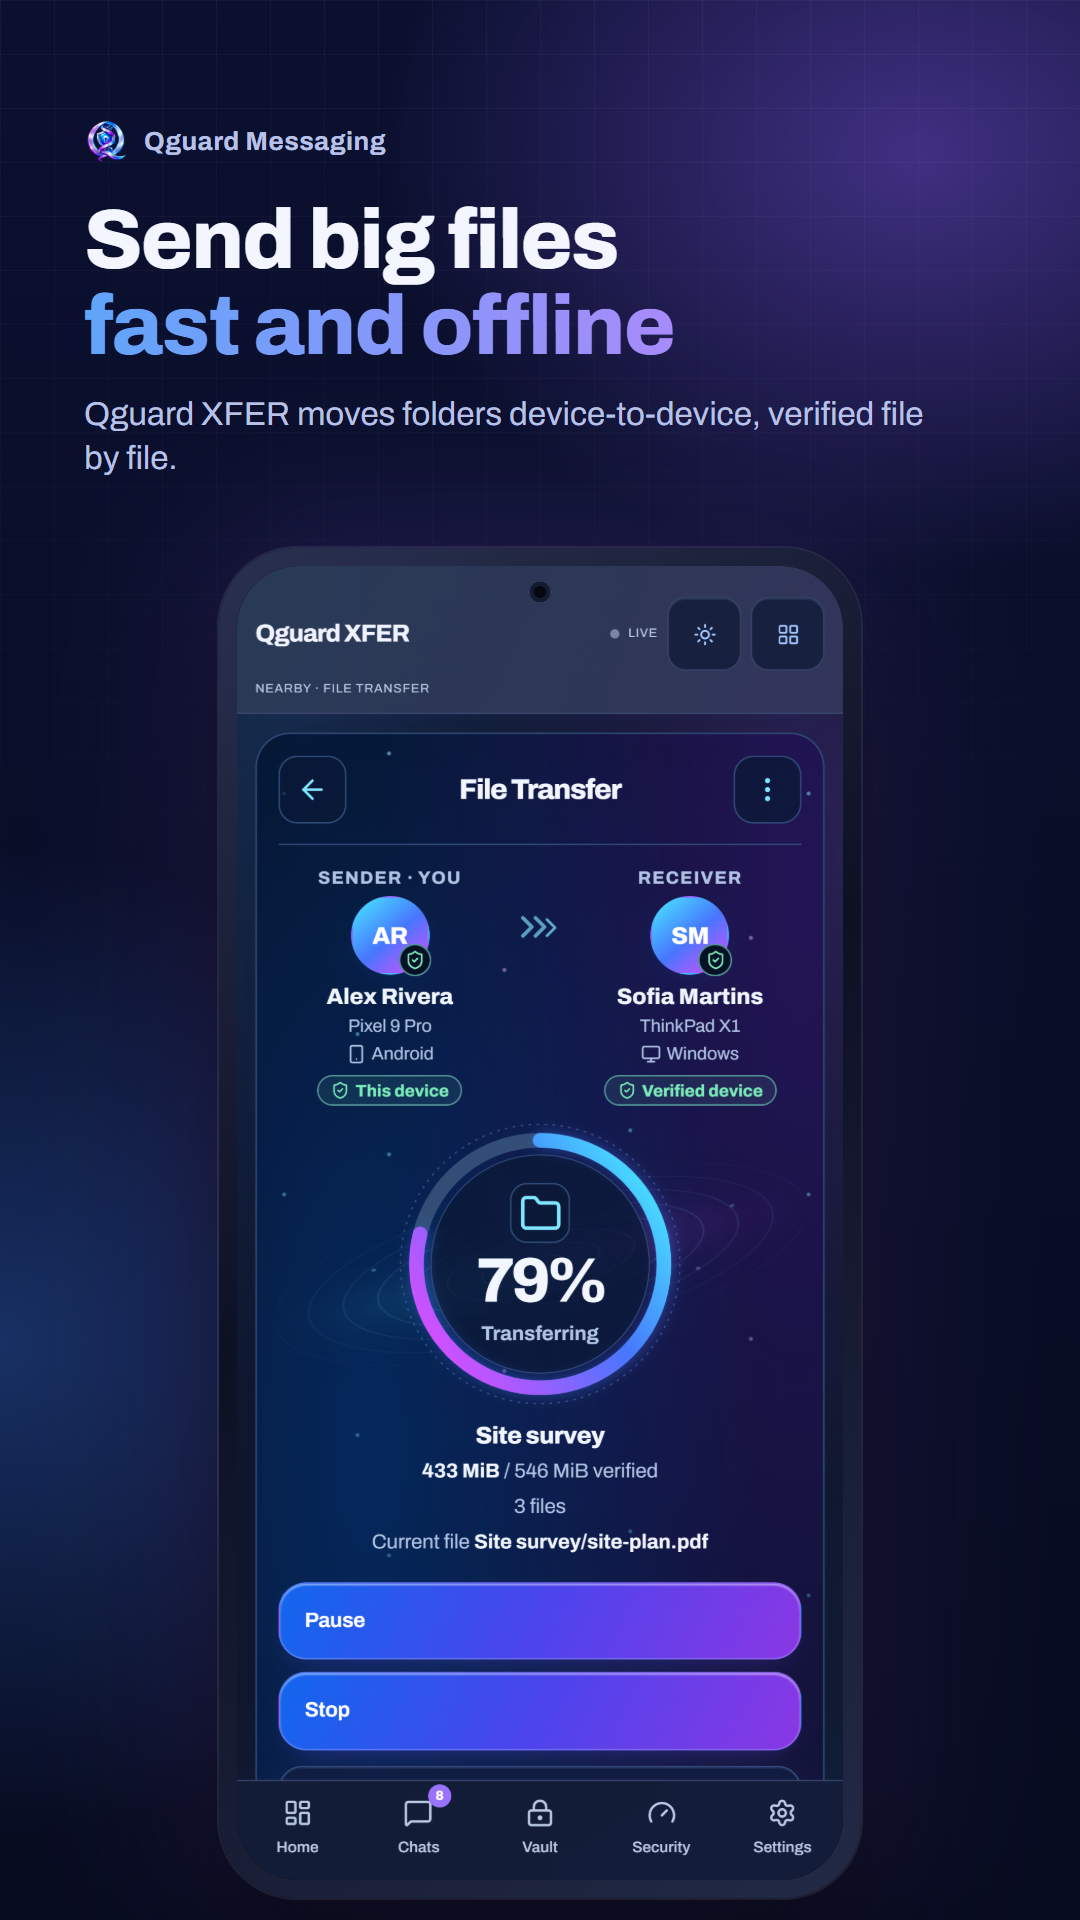 Qguard Messaging
Send big files
fast and offline
Qguard XFER moves folders device-to-device, verified file
by file.
Qguard XFER
LIVE
NEARBY · FILE TRANSFER
File Transfer
SENDER · YOU
RECEIVER
AR
SM
Alex Rivera
Sofia Martins
Pixel 9 Pro
ThinkPad X1
Android
Windows
This device
Verified device
79%
Transferring
Site survey
433 MiB / 546 MiB verified
3 files
Current file Site survey/site-plan.pdf
Pause
Stop
8
Home
Chats
Vault
Security
Settings